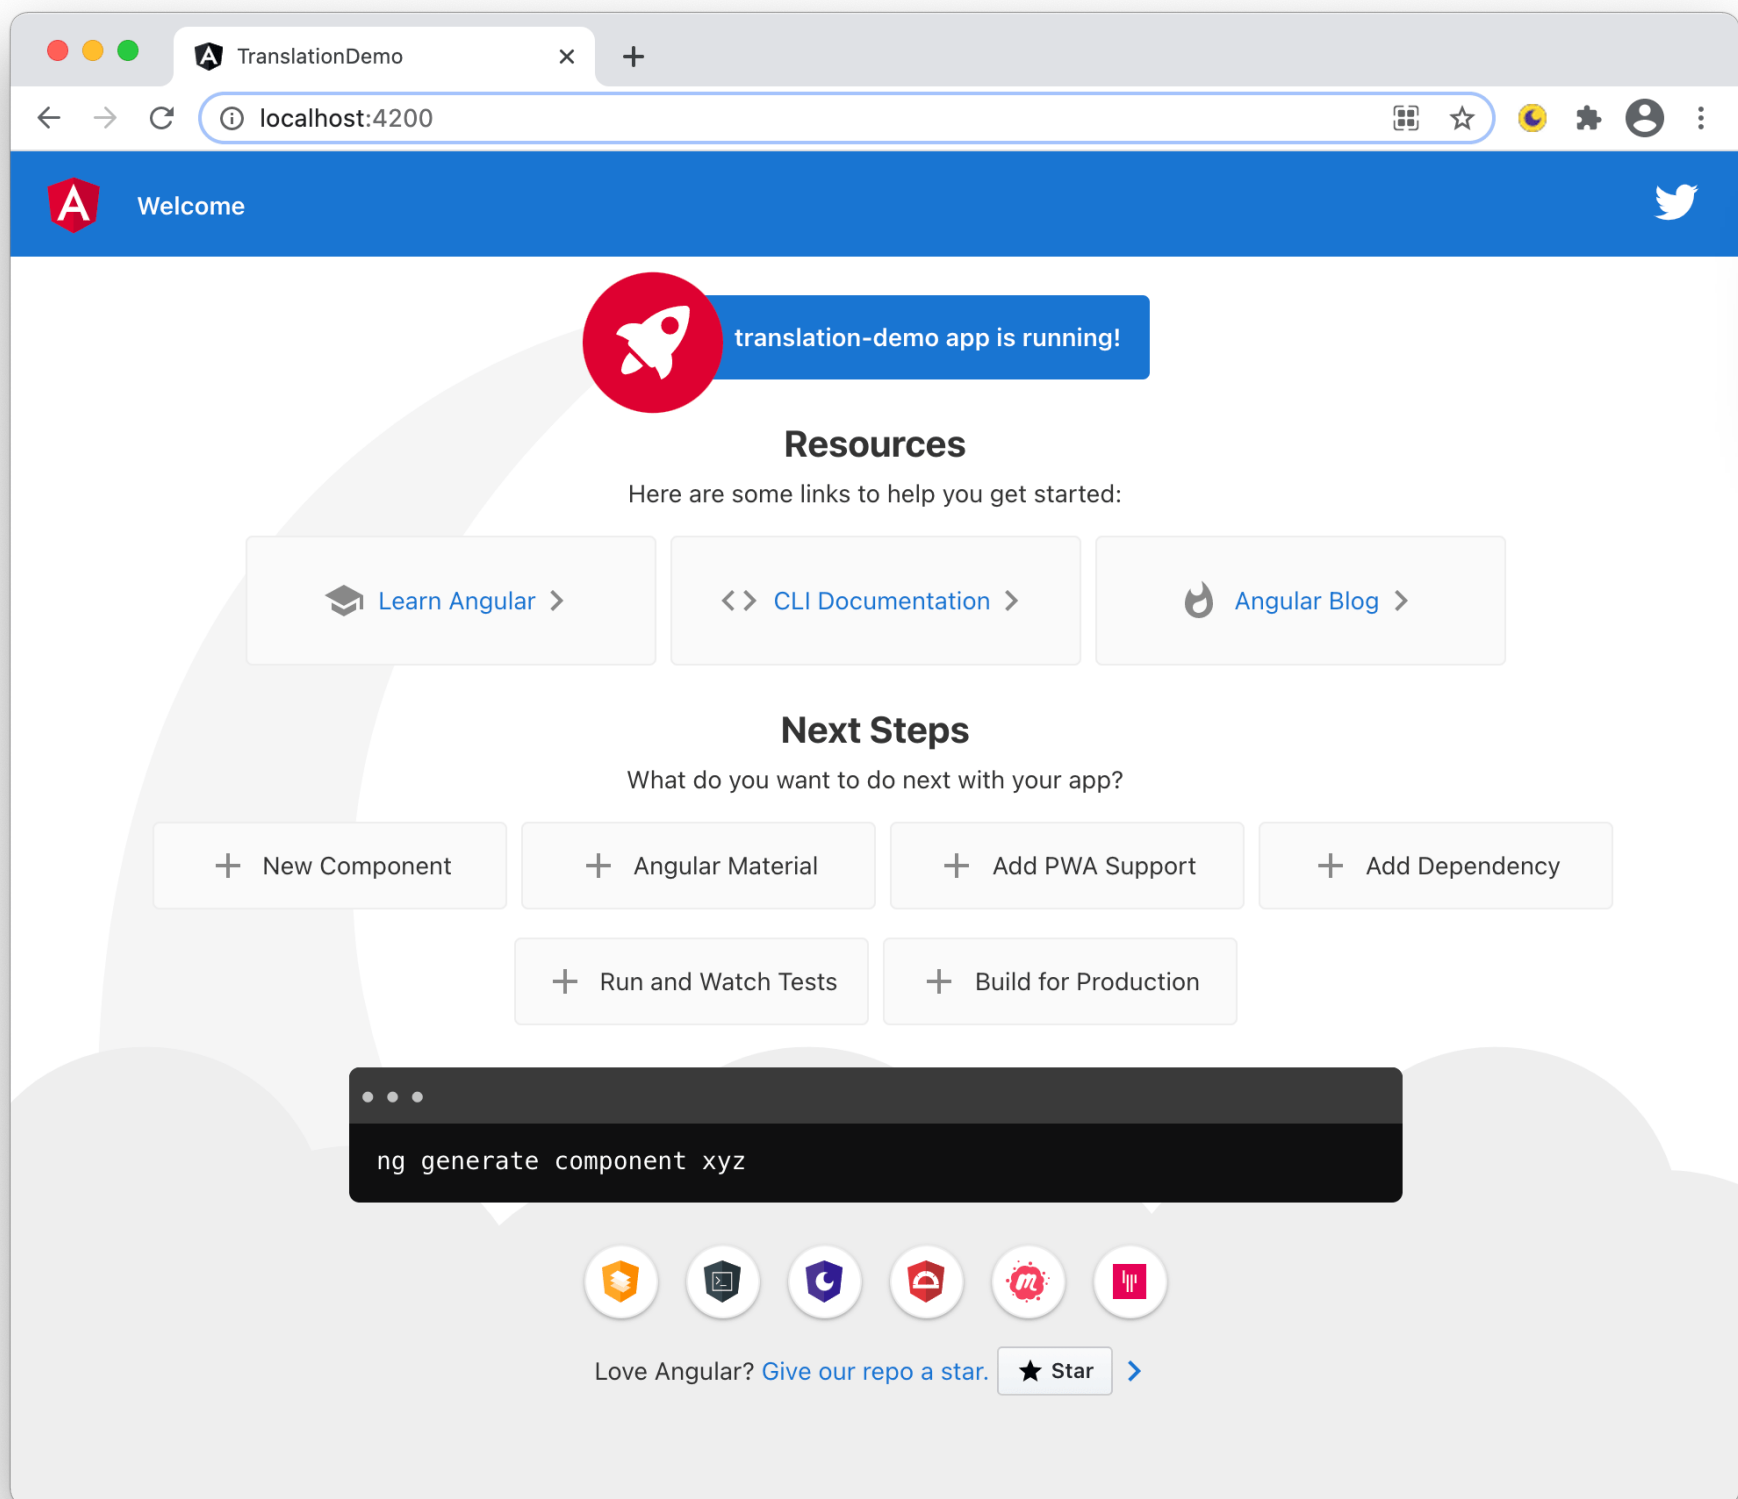 TranslationDemo
localhost:4200
Welcome
translation-demo app is running!
Resources
Here are some links to help you get started:
Learn Angular
CLI Documentation
Angular Blog
Next Steps
What do you want to do next with your app?
New Component
Angular Material
Add PWA Support
Add Dependency
Run and Watch Tests
Build for Production
ng generate component xyz
Love Angular? Give our repo a star. Star